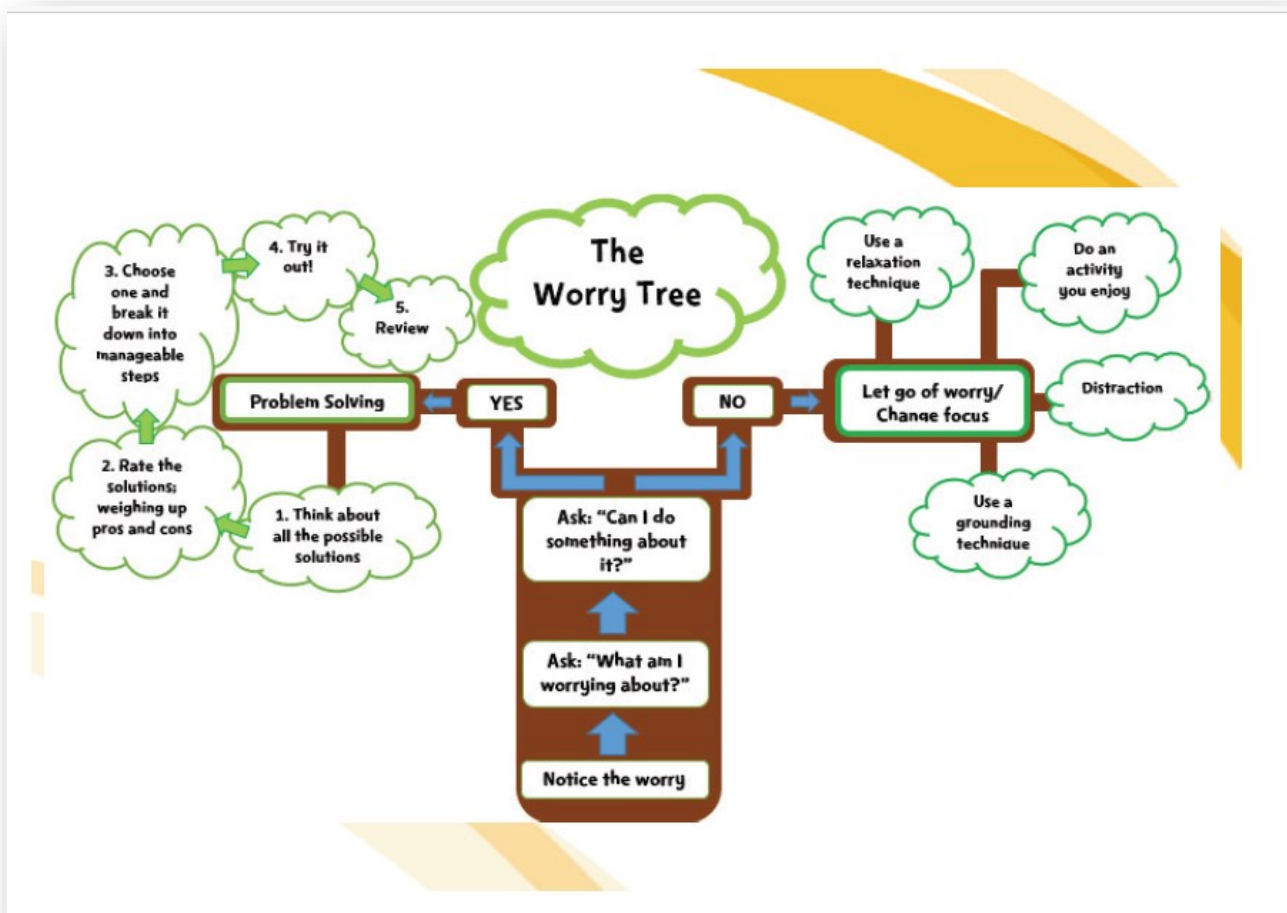 The
Worry Tree
Notice the worry
Ask: “What am I
worrying about?”
Ask: “Can I do
something about
it?”
YES
Problem Solving
1. Think about
all the possible
solutions
2. Rate the
solutions;
weighing up
pros and cons
3. Choose
one and
break it
down into
manageable
steps
4. Try it
out!
5.
Review
NO
Let go of worry/
Change focus
Use a
relaxation
technique
Do an
activity
you enjoy
Distraction
Use a
grounding
technique